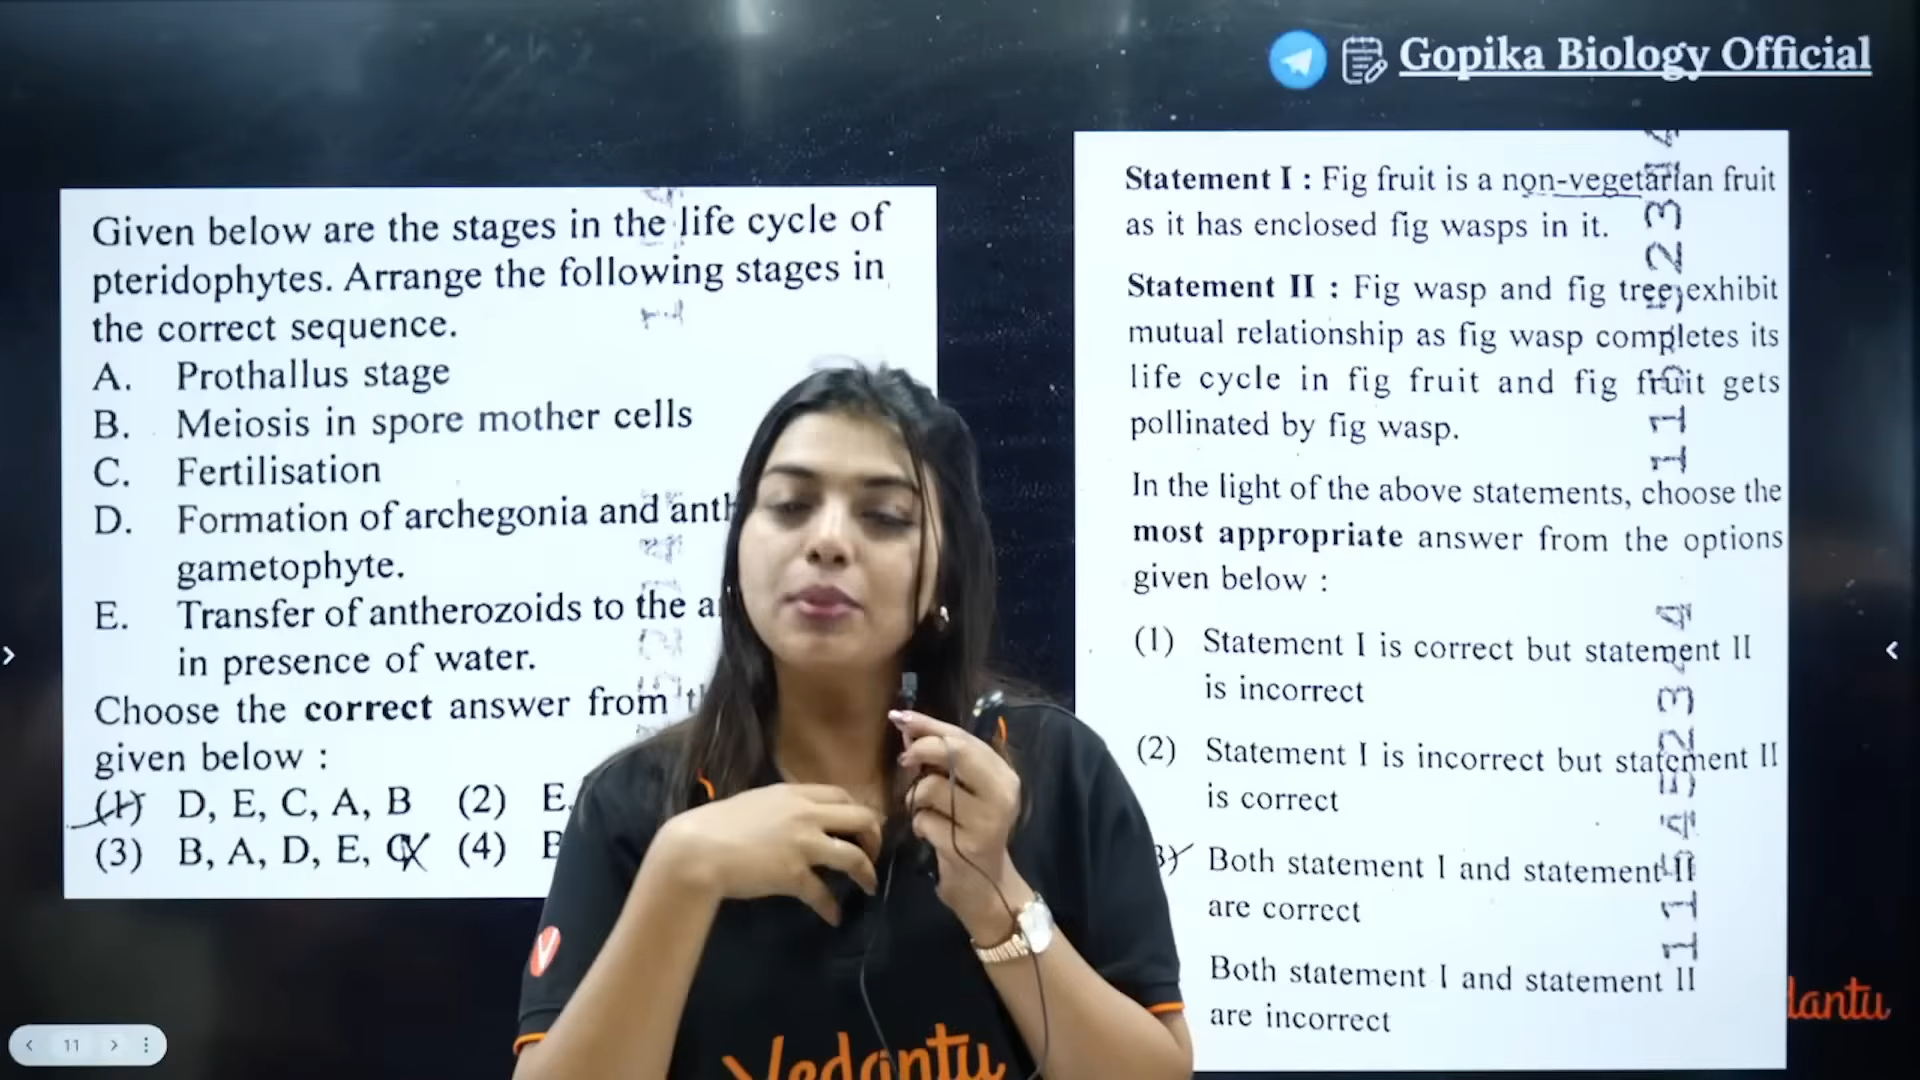 Gopika Biology Official
Given below are the stages in the life cycle of
pteridophytes. Arrange the following stages in
the correct sequence.
A. Prothallus stage
B. Meiosis in spore mother cells
C. Fertilisation
D. Formation of archegonia and
gametophyte.
E. Transfer of antherozoids to the
in presence of water.
Choose the correct answer from
given below :
(1) D, E, C, A, B (2) E,
(3) B, A, D, E, C (4) B
Statement I : Fig fruit is a non-vegetarian fruit
as it has enclosed fig wasps in it.
Statement II : Fig wasp and fig tree exhibit
mutual relationship as fig wasp completes its
life cycle in fig fruit and fig fruit gets
pollinated by fig wasp.
In the light of the above statements, choose the
most appropriate answer from the options
given below :
(1) Statement I is correct but statement II
is incorrect
(2) Statement I is incorrect but statement II
is correct
3) Both statement I and statement II
are correct
Both statement I and statement II
are incorrect
11
Vedantu
dantu